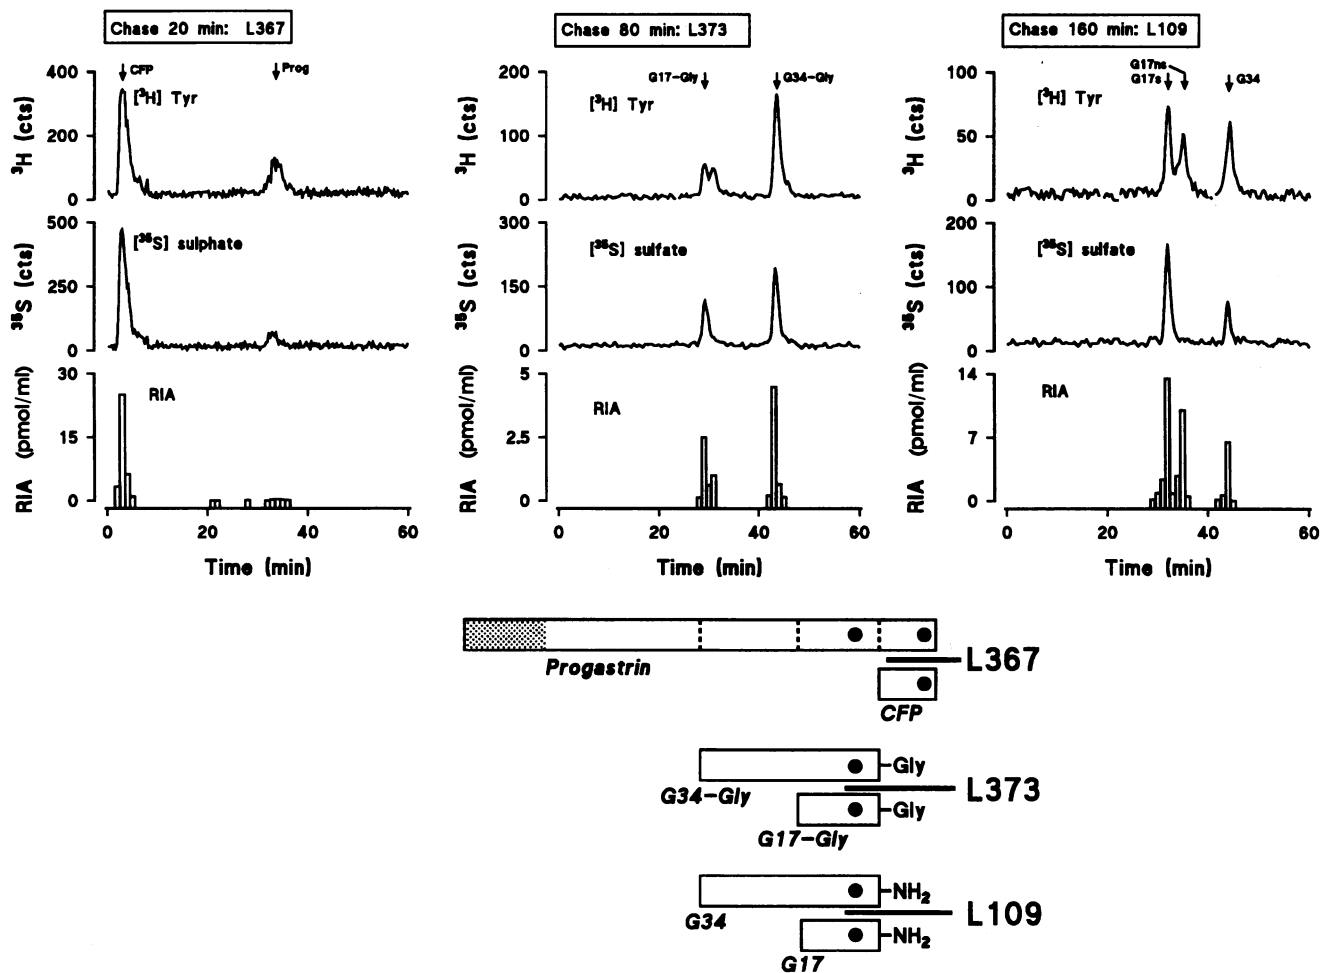 Chase 20 min: L367
400
200
0
³H (cts)
CFP
Prog
[³H] Tyr
500
250
0
³⁵S (cts)
[³⁵S] sulphate
30
15
0
RIA (pmol/ml)
RIA
0 20 40 60
Time (min)
Chase 80 min: L373
200
100
0
³H (cts)
G17-Gly
G34-Gly
[³H] Tyr
300
150
0
³⁵S (cts)
[³⁵S] sulfate
5
2.5
0
RIA (pmol/ml)
RIA
0 20 40 60
Time (min)
Chase 160 min: L109
100
50
0
³H (cts)
G17ns
G17s
G34
[³H] Tyr
200
100
0
³⁵S (cts)
[³⁵S] sulfate
14
7
0
RIA (pmol/ml)
RIA
0 20 40 60
Time (min)
Progastrin
L367
CFP
Gly
G34-Gly
L373
Gly
G17-Gly
NH₂
G34
L109
NH₂
G17